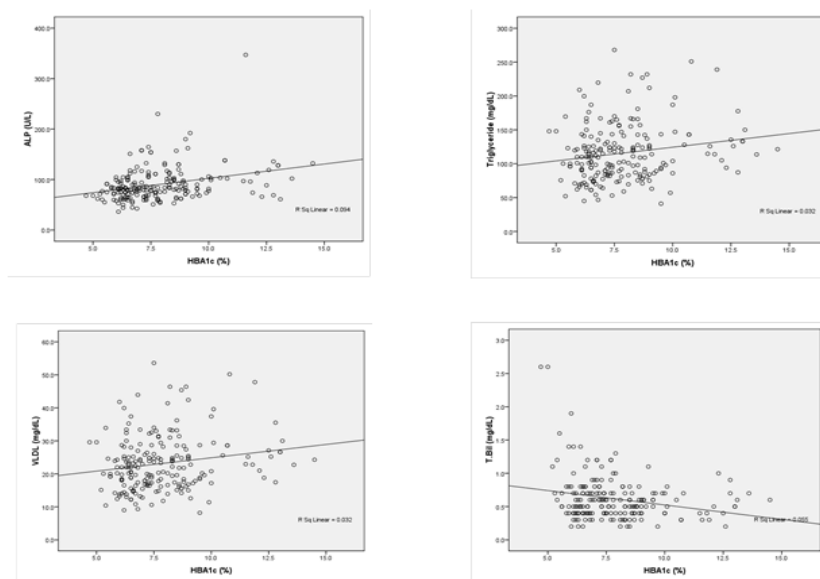 400.0
300.0
200.0
100.0
0.0
ALP (U/L)
5.0 7.5 10.0 12.5 15.0
HBA1c (%)
R Sq Linear = 0.094
300.0
250.0
200.0
150.0
100.0
50.0
0.0
Triglyceride (mg/dL)
5.0 7.5 10.0 12.5 15.0
HBA1c (%)
R Sq Linear = 0.032
60.0
50.0
40.0
30.0
20.0
10.0
0.0
VLDL (mg/dL)
5.0 7.5 10.0 12.5 15.0
HBA1c (%)
R Sq Linear = 0.032
3.0
2.5
2.0
1.5
1.0
0.5
0.0
T.Bil (mg/dL)
5.0 7.5 10.0 12.5 15.0
HBA1c (%)
R Sq Linear =